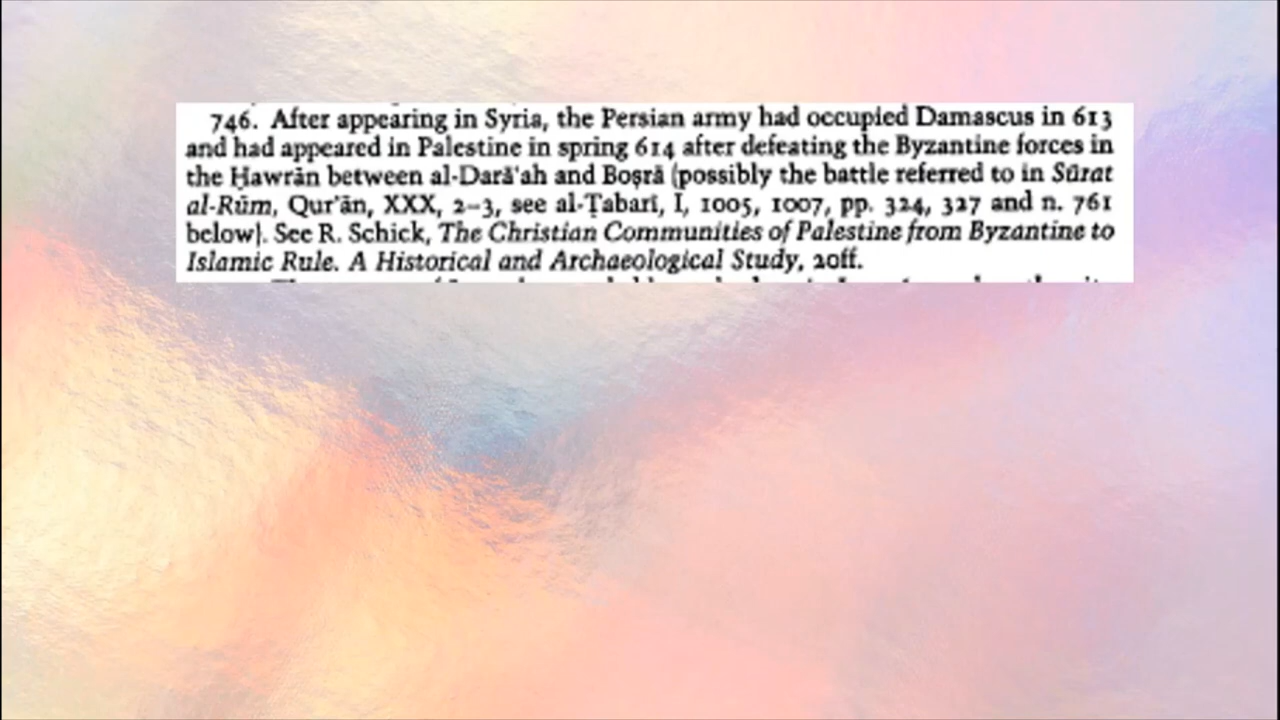 746. After appearing in Syria, the Persian army had occupied Damascus in 613
and had appeared in Palestine in spring 614 after defeating the Byzantine forces in
the Ḥawrān between al-Darā'ah and Boṣrā (possibly the battle referred to in Sūrat
al-Rūm, Qur'ān, XXX, 2–3, see al-Ṭabarī, I, 1005, 1007, pp. 324, 327 and n. 761
below). See R. Schick, The Christian Communities of Palestine from Byzantine to
Islamic Rule. A Historical and Archaeological Study, 20ff.